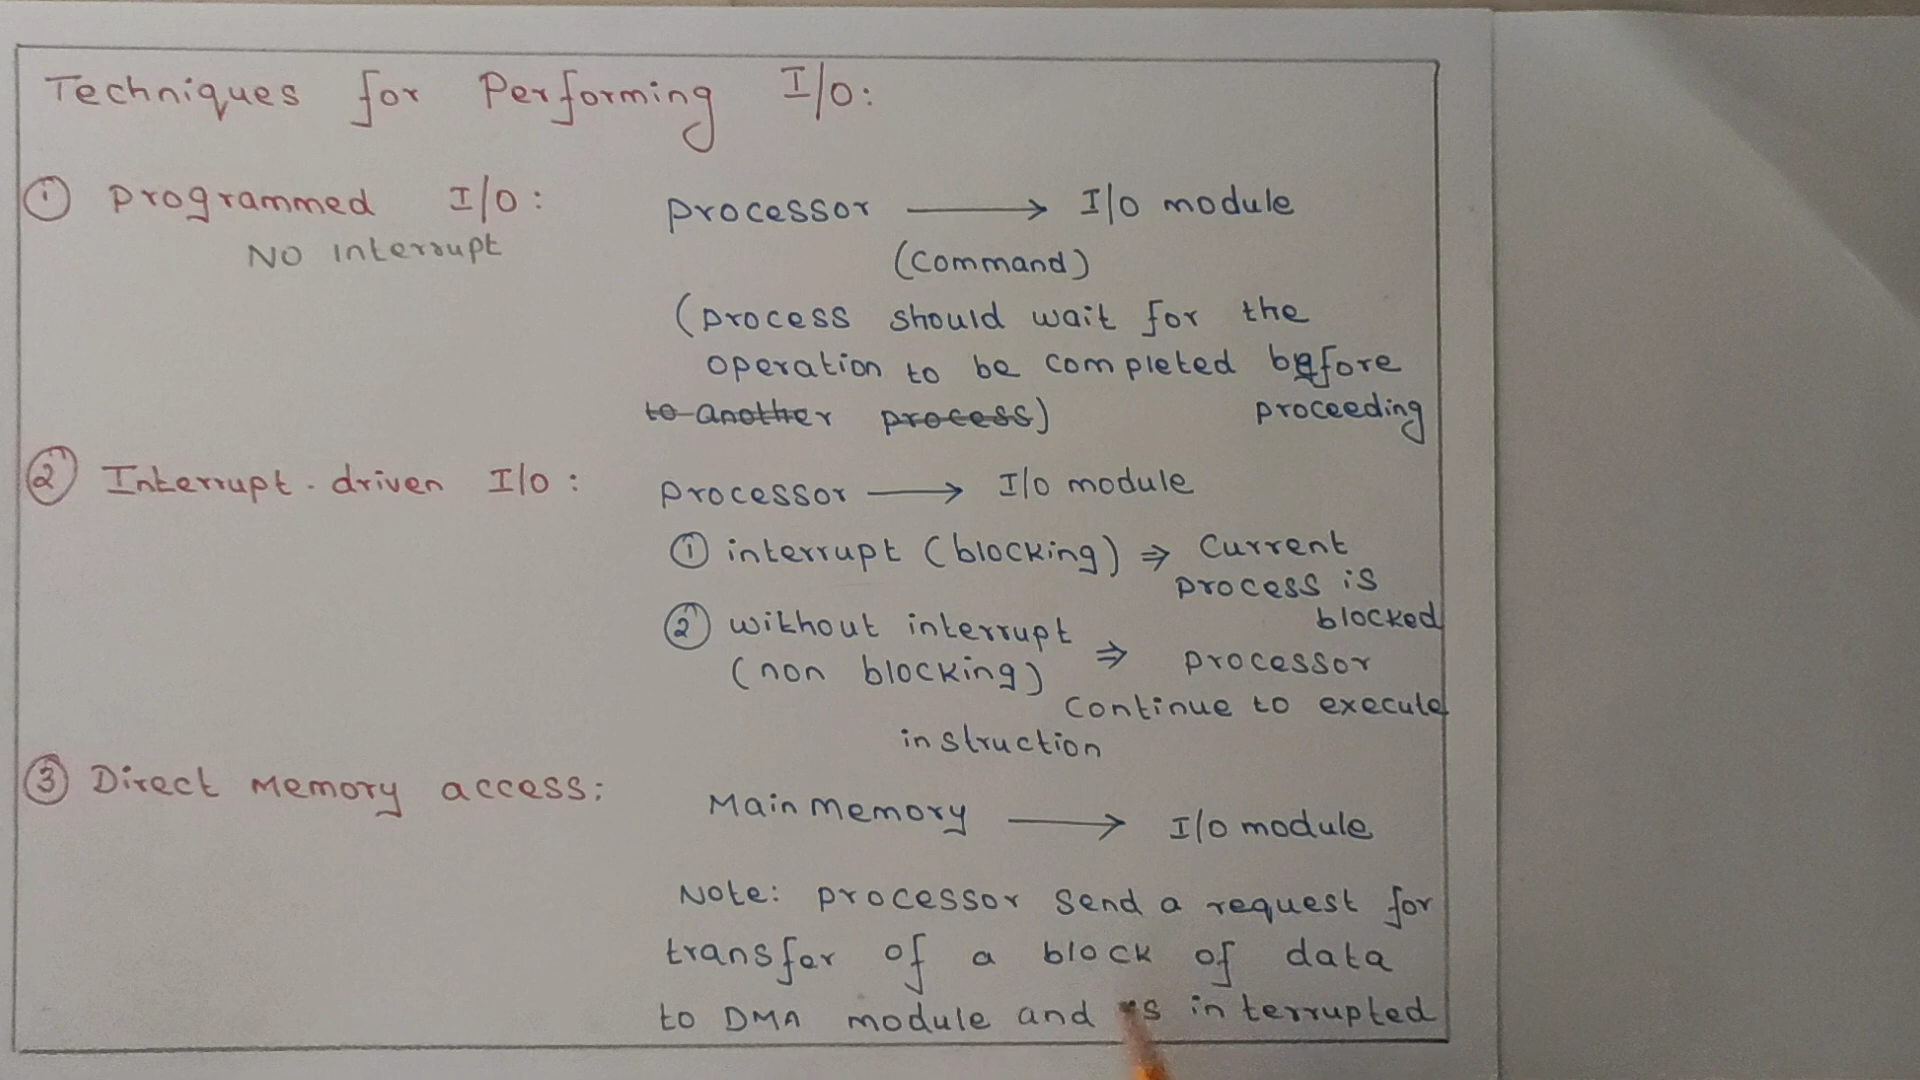 Techniques for Performing I/O:
① Programmed I/O: processor → I/O module
No Interrupt
(Command)
(process should wait for the
operation to be completed before
to another process) proceeding
② Interrupt-driven I/O: processor → I/O module
① interrupt (blocking) ⇒ Current
process is
blocked
② without interrupt
(non blocking) ⇒ processor
continue to execute
instruction
③ Direct Memory access: Main memory → I/O module
Note: processor send a request for
transfer of a block of data
to DMA module and is interrupted